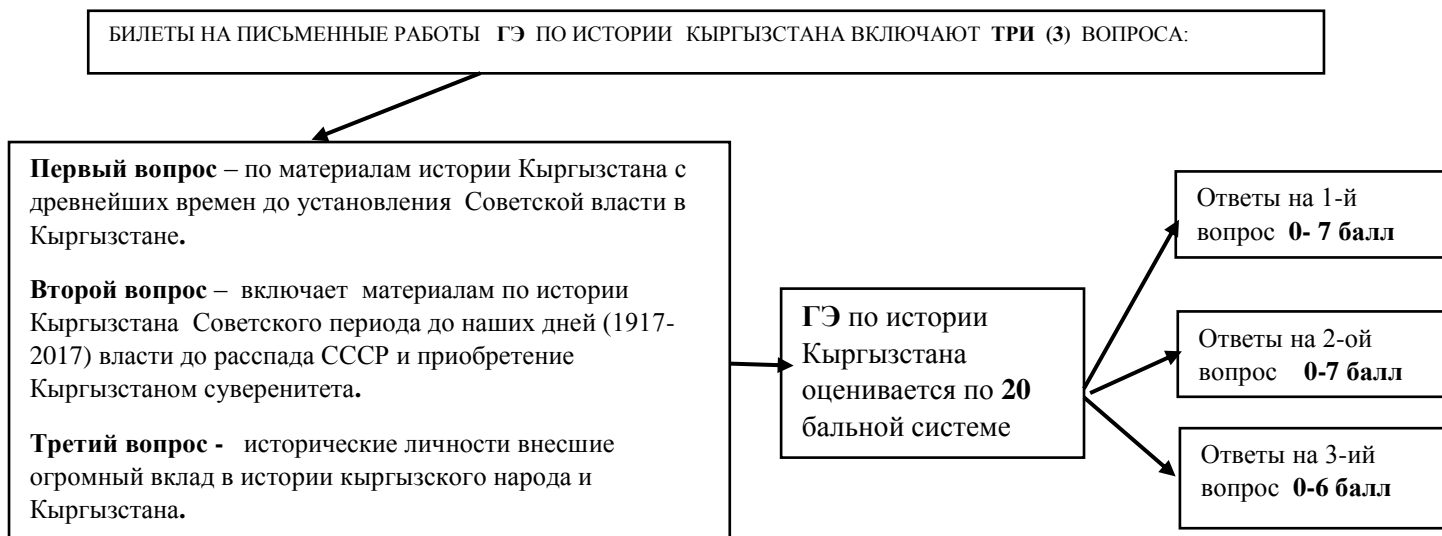 БИЛЕТЫ НА ПИСЬМЕННЫЕ РАБОТЫ ГЭ ПО ИСТОРИИ КЫРГЫЗСТАНА ВКЛЮЧАЮТ ТРИ (3) ВОПРОСА:
Первый вопрос – по материалам истории Кыргызстана с
древнейших времен до установления Советской власти в
Кыргызстане.
Второй вопрос – включает материалам по истории
Кыргызстана Советского периода до наших дней (1917-
2017) власти до расспада СССР и приобретение
Кыргызстаном суверенитета.
Третий вопрос - исторические личности внесшие
огромный вклад в истории кыргызского народа и
Кыргызстана.
ГЭ по истории
Кыргызстана
оценивается по 20
бальной системе
Ответы на 1-й
вопрос 0- 7 балл
Ответы на 2-ой
вопрос 0-7 балл
Ответы на 3-ий
вопрос 0-6 балл